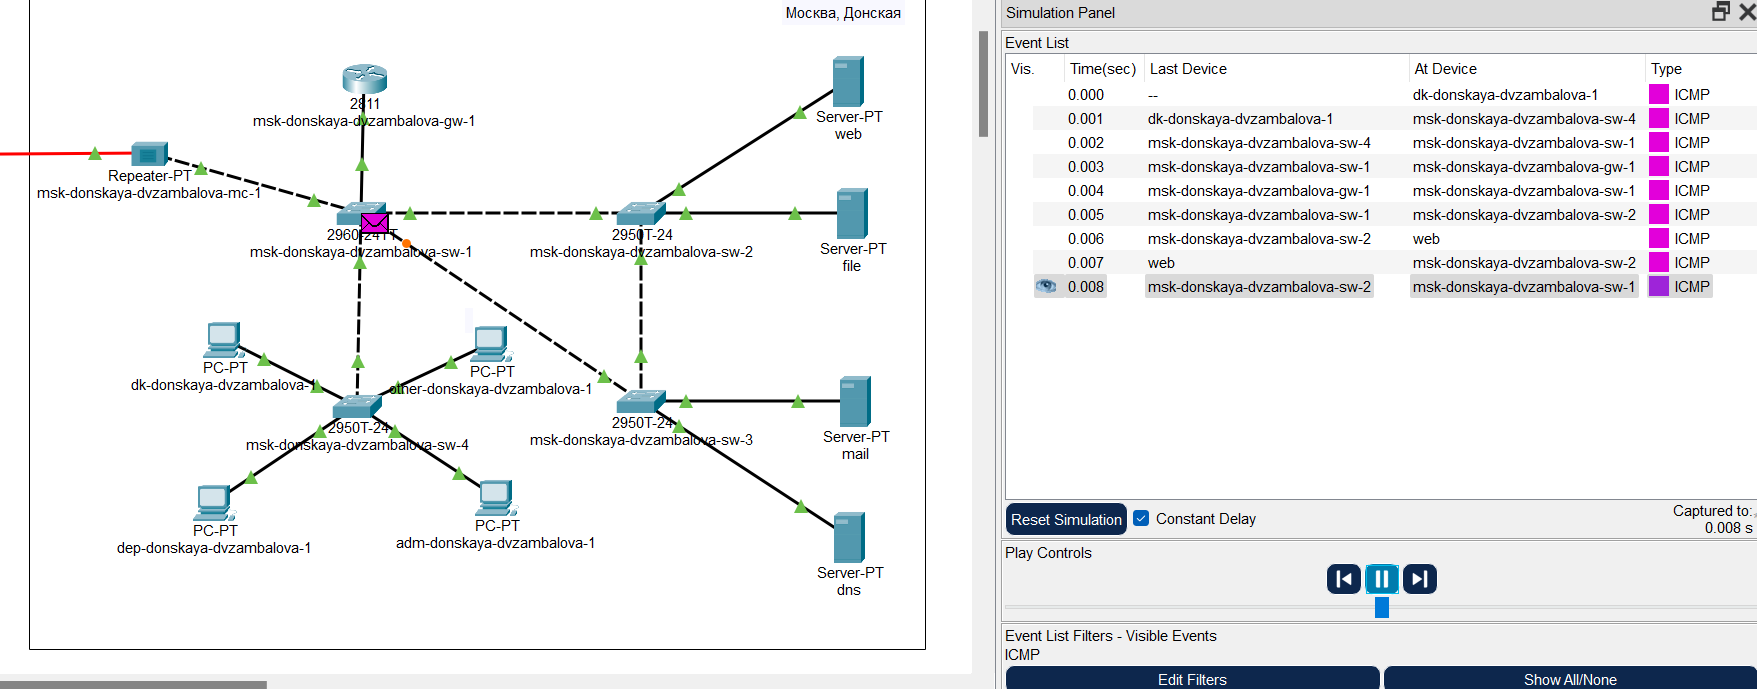 Москва, Донская
2811
msk-donskaya-dvzambalova-gw-1
Repeater-PT
msk-donskaya-dvzambalova-mc-1
2960-24TT
msk-donskaya-dvzambalova-sw-1
2950T-24
msk-donskaya-dvzambalova-sw-2
Server-PT
web
Server-PT
file
PC-PT
dk-donskaya-dvzambalova-1
PC-PT
other-donskaya-dvzambalova-1
2950T-24
msk-donskaya-dvzambalova-sw-4
2950T-24
msk-donskaya-dvzambalova-sw-3
Server-PT
mail
PC-PT
dep-donskaya-dvzambalova-1
PC-PT
adm-donskaya-dvzambalova-1
Server-PT
dns
Simulation Panel
Event List
Vis. Time(sec) Last Device At Device Type
0.000 -- dk-donskaya-dvzambalova-1 ICMP
0.001 dk-donskaya-dvzambalova-1 msk-donskaya-dvzambalova-sw-4 ICMP
0.002 msk-donskaya-dvzambalova-sw-4 msk-donskaya-dvzambalova-sw-1 ICMP
0.003 msk-donskaya-dvzambalova-sw-1 msk-donskaya-dvzambalova-gw-1 ICMP
0.004 msk-donskaya-dvzambalova-gw-1 msk-donskaya-dvzambalova-sw-1 ICMP
0.005 msk-donskaya-dvzambalova-sw-1 msk-donskaya-dvzambalova-sw-2 ICMP
0.006 msk-donskaya-dvzambalova-sw-2 web ICMP
0.007 web msk-donskaya-dvzambalova-sw-2 ICMP
0.008 msk-donskaya-dvzambalova-sw-2 msk-donskaya-dvzambalova-sw-1 ICMP
Reset Simulation Constant Delay
Captured to:
0.008 s
Play Controls
Event List Filters - Visible Events
ICMP
Edit Filters Show All/None